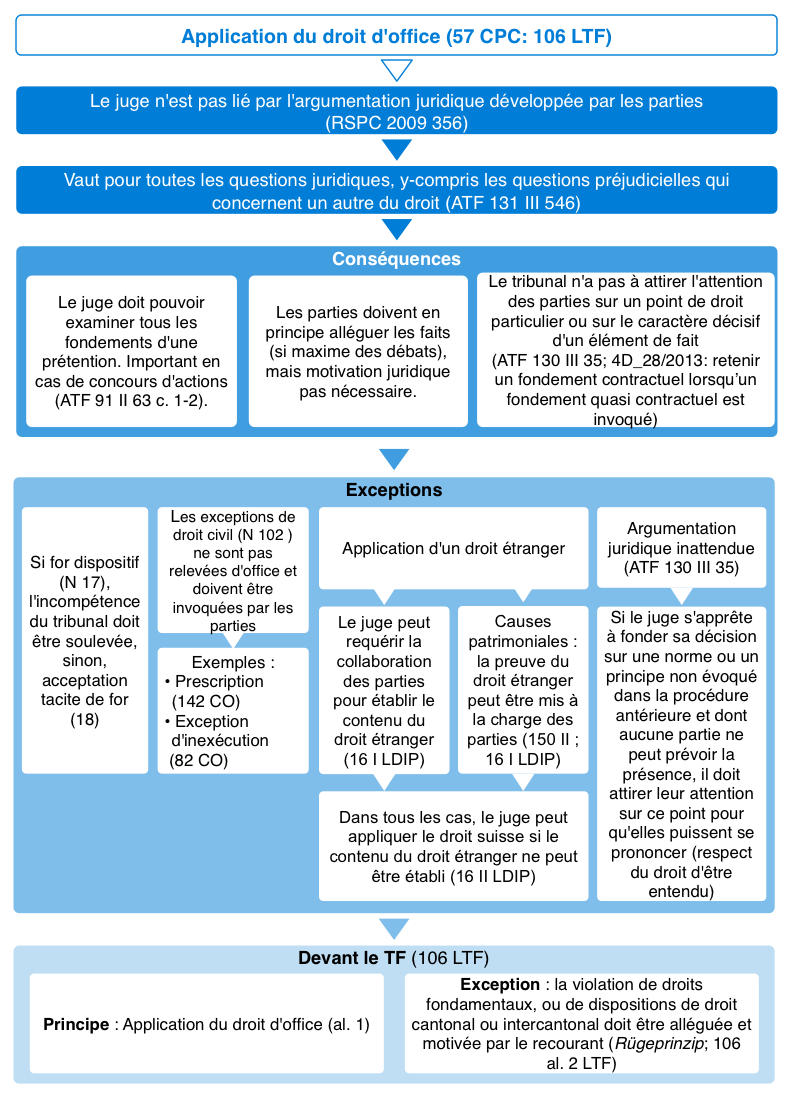 Application du droit d'office (57 CPC: 106 LTF)
Le juge n'est pas lié par l'argumentation juridique développée par les parties
(RSPC 2009 356)
Vaut pour toutes les questions juridiques, y-compris les questions préjudicielles qui
concernent un autre du droit (ATF 131 III 546)
Conséquences
Le juge doit pouvoir
examiner tous les
fondements d'une
prétention. Important en
cas de concours d'actions
(ATF 91 II 63 c. 1-2).
Les parties doivent en
principe alléguer les faits
(si maxime des débats),
mais motivation juridique
pas nécessaire.
Le tribunal n'a pas à attirer l'attention
des parties sur un point de droit
particulier ou sur le caractère décisif
d'un élément de fait
(ATF 130 III 35; 4D_28/2013: retenir
un fondement contractuel lorsqu’un
fondement quasi contractuel est
invoqué)
Exceptions
Si for dispositif
(N 17),
l'incompétence
du tribunal doit
être soulevée,
sinon,
acceptation
tacite de for
(18)
Les exceptions de
droit civil (N 102 )
ne sont pas
relevées d'office et
doivent être
invoquées par les
parties
Exemples :
• Prescription
(142 CO)
• Exception
d'inexécution
(82 CO)
Application d'un droit étranger
Le juge peut
requérir la
collaboration
des parties
pour établir le
contenu du
droit étranger
(16 I LDIP)
Causes
patrimoniales :
la preuve du
droit étranger
peut être mis à
la charge des
parties (150 II ;
16 I LDIP)
Dans tous les cas, le juge peut
appliquer le droit suisse si le
contenu du droit étranger ne peut
être établi (16 II LDIP)
Argumentation
juridique inattendue
(ATF 130 III 35)
Si le juge s'apprête
à fonder sa décision
sur une norme ou un
principe non évoqué
dans la procédure
antérieure et dont
aucune partie ne
peut prévoir la
présence, il doit
attirer leur attention
sur ce point pour
qu'elles puissent se
prononcer (respect
du droit d'être
entendu)
Devant le TF (106 LTF)
Principe : Application du droit d'office (al. 1)
Exception : la violation de droits
fondamentaux, ou de dispositions de droit
cantonal ou intercantonal doit être alléguée et
motivée par le recourant (Rügeprinzip; 106
al. 2 LTF)